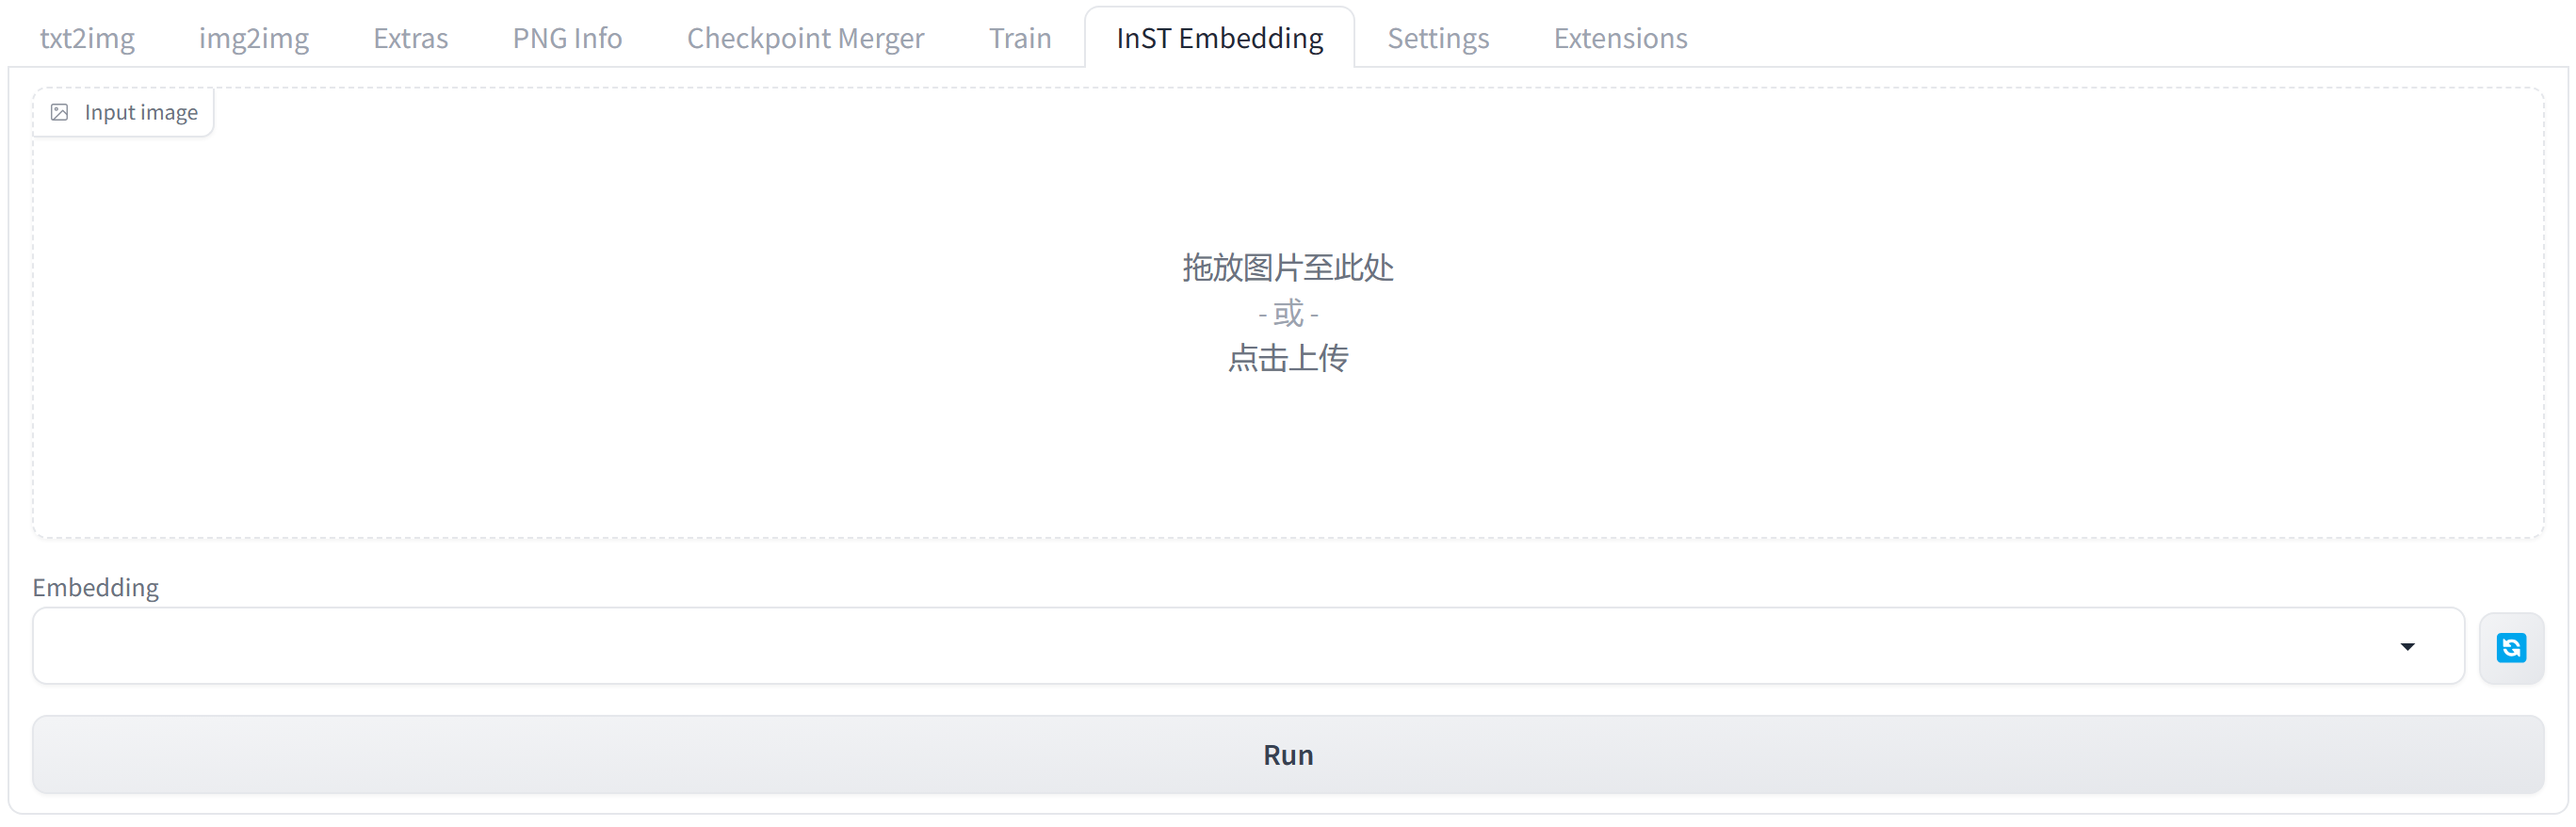 txt2img img2img Extras PNG Info Checkpoint Merger Train InST Embedding Settings Extensions
Input image
拖放图片至此处
- 或 -
点击上传
Embedding
Run